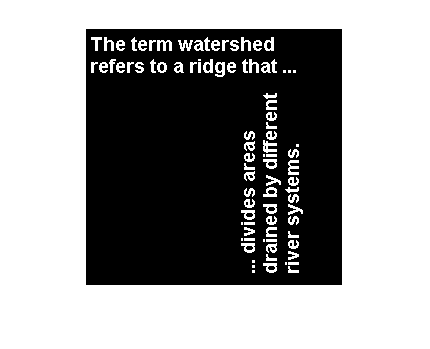 The term watershed
refers to a ridge that ...
... divides areas
drained by different
river systems.